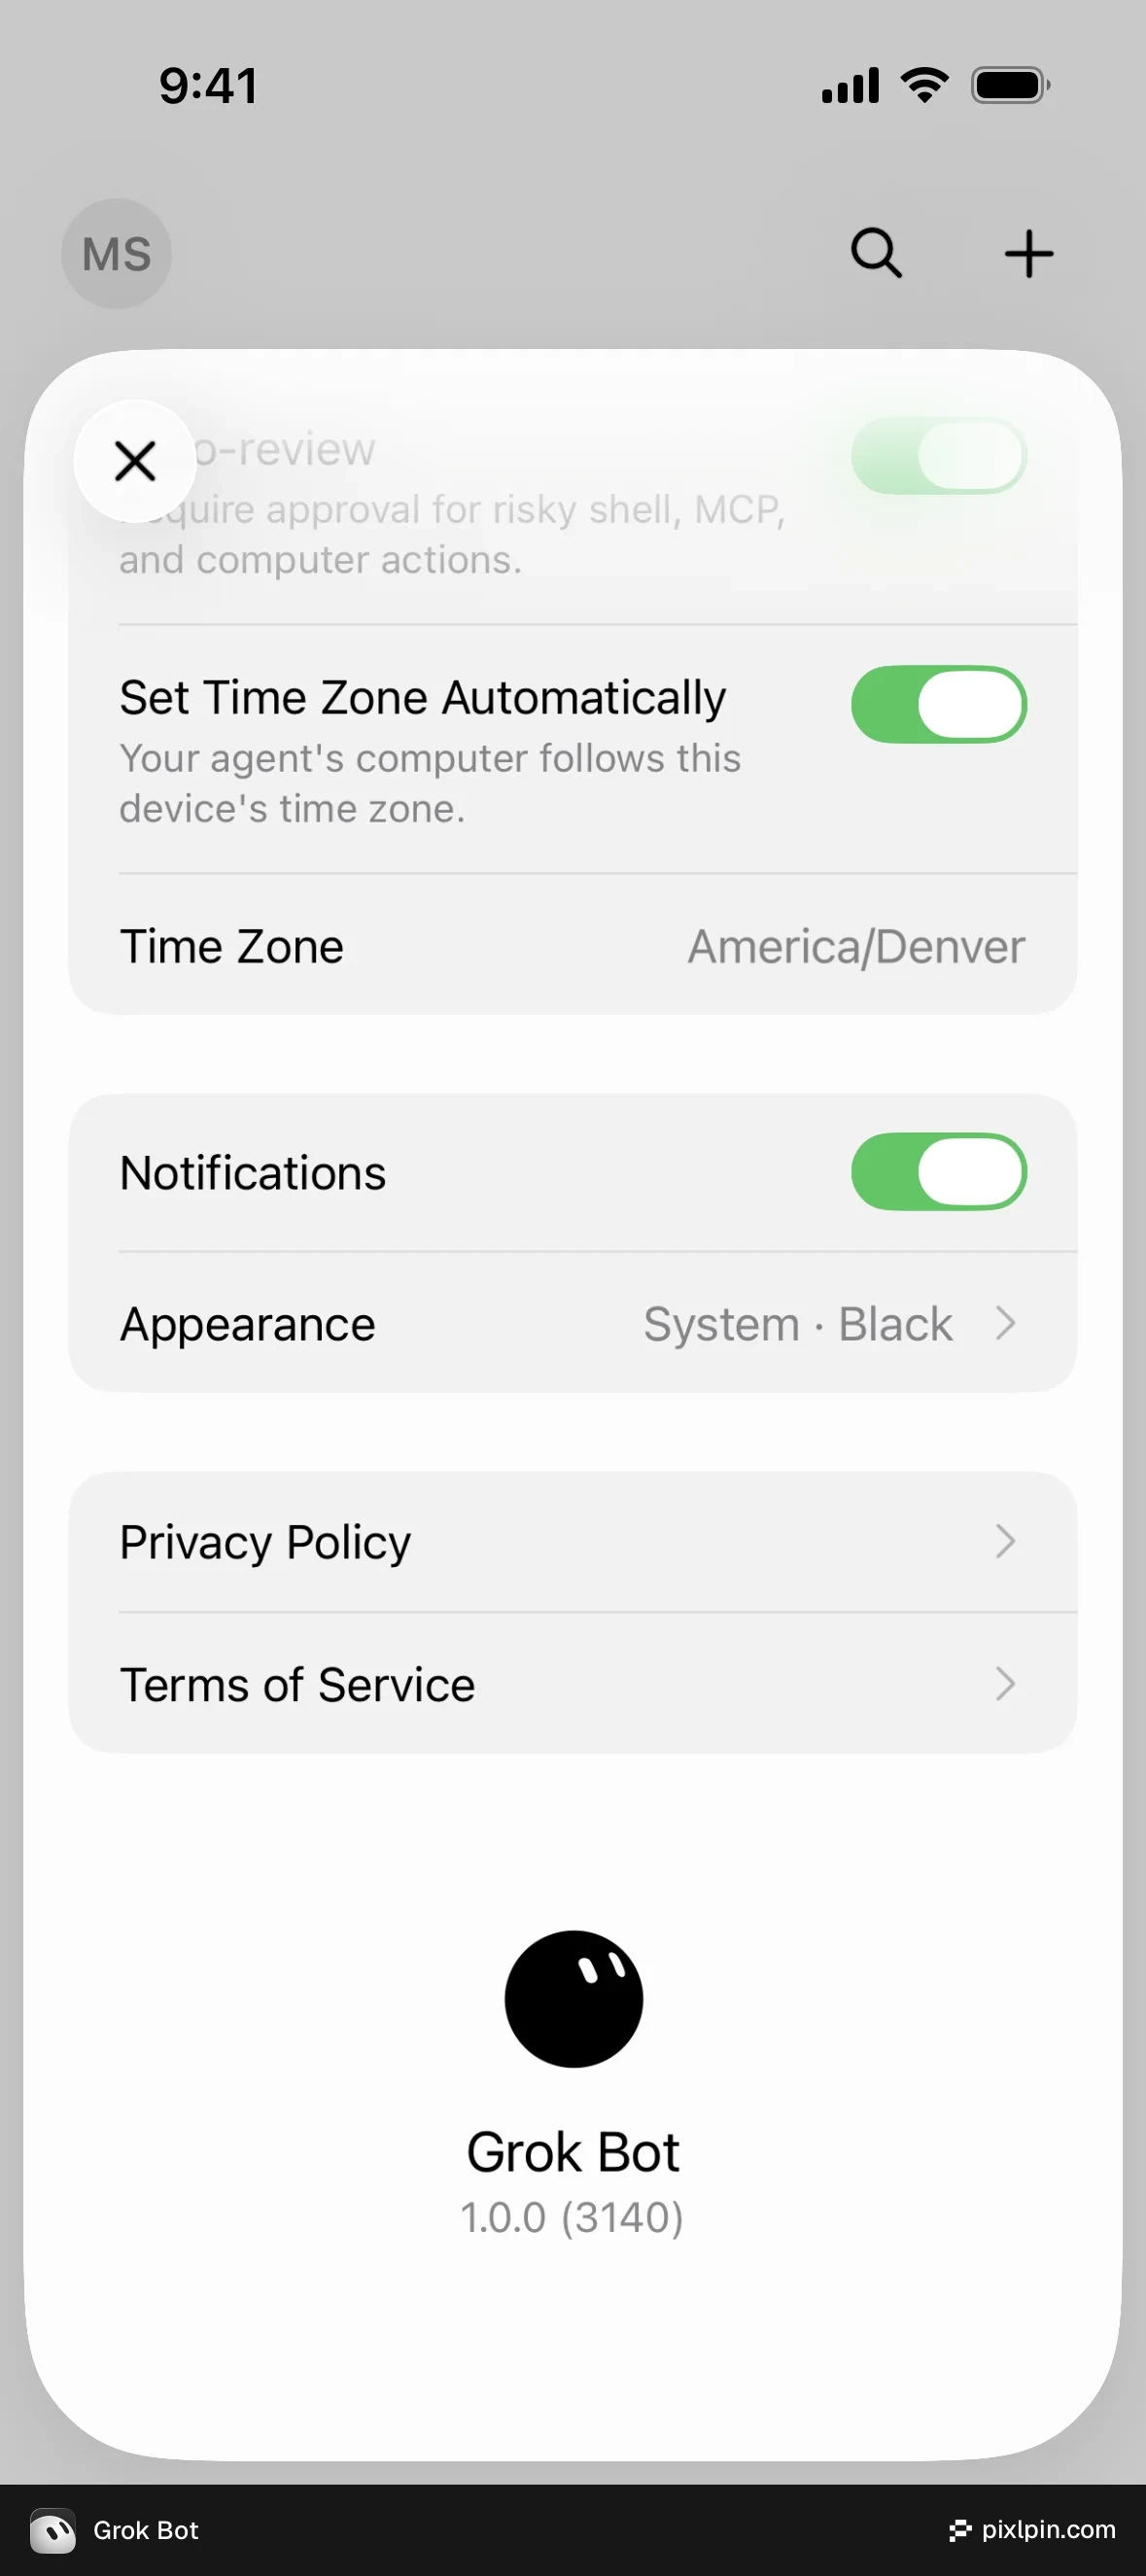 9:41
MS
o-review
quire approval for risky shell, MCP,
and computer actions.
Set Time Zone Automatically
Your agent's computer follows this
device's time zone.
Time Zone America/Denver
Notifications
Appearance System · Black
Privacy Policy
Terms of Service
Grok Bot
1.0.0 (3140)
Grok Bot pixlpin.com